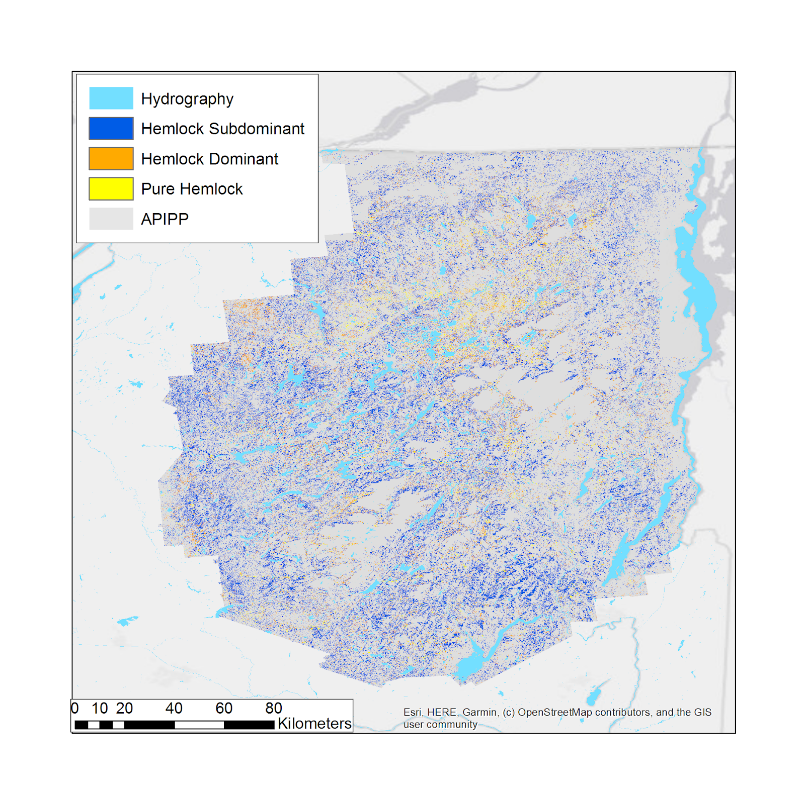 Hydrography
Hemlock Subdominant
Hemlock Dominant
Pure Hemlock
APIPP
0 10 20 40 60 80
Kilometers
Esri, HERE, Garmin, (c) OpenStreetMap contributors, and the GIS
user community